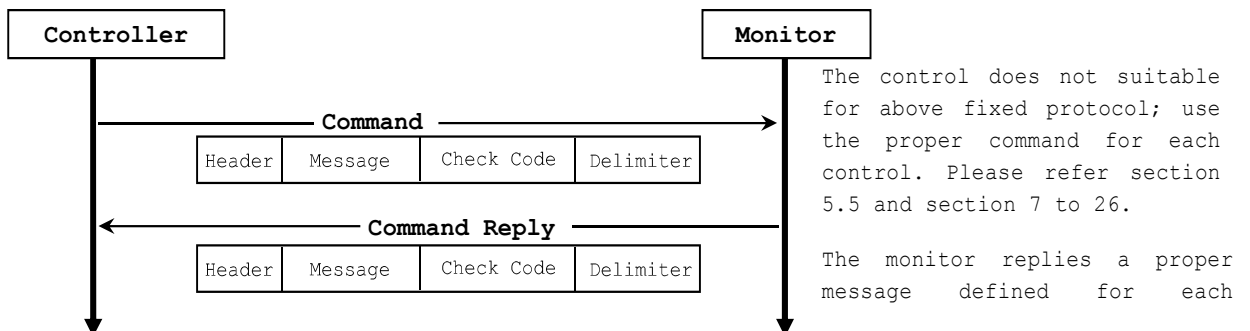 Controller
Monitor
Command
Header Message Check Code Delimiter
Command Reply
Header Message Check Code Delimiter
The control does not suitable
for above fixed protocol; use
the proper command for each
control. Please refer section
5.5 and section 7 to 26.
The monitor replies a proper
message defined for each